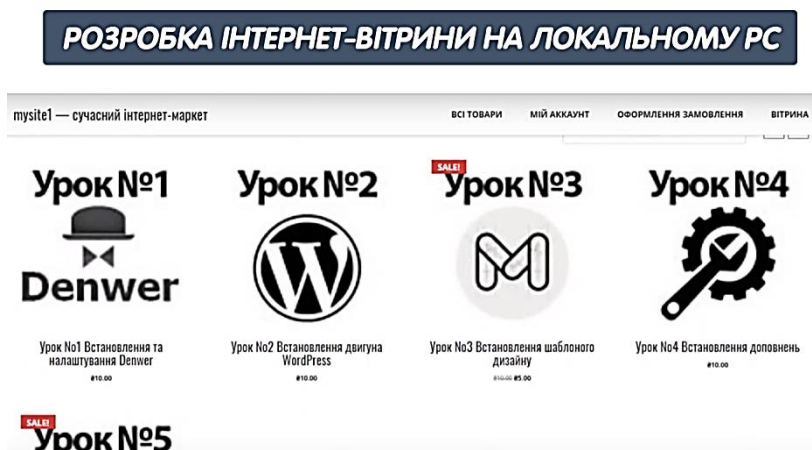 РОЗРОБКА ІНТЕРНЕТ-ВІТРИНИ НА ЛОКАЛЬНОМУ РС
mysite1 — сучасний інтернет-маркет
ВСІ ТОВАРИ МІЙ АККАУНТ ОФОРМЛЕННЯ ЗАМОВЛЕННЯ ВІТРИНА
Урок №1
Denwer
Урок No1 Встановлення та
налаштування Denwer
₴10.00
Урок №2
Урок No2 Встановлення двигуна
WordPress
₴10.00
SALE!
Урок №3
Урок No3 Встановлення шаблоного
дизайну
₴10.00 ₴5.00
Урок №4
Урок No4 Встановлення доповнень
₴10.00
SALE!
Урок №5